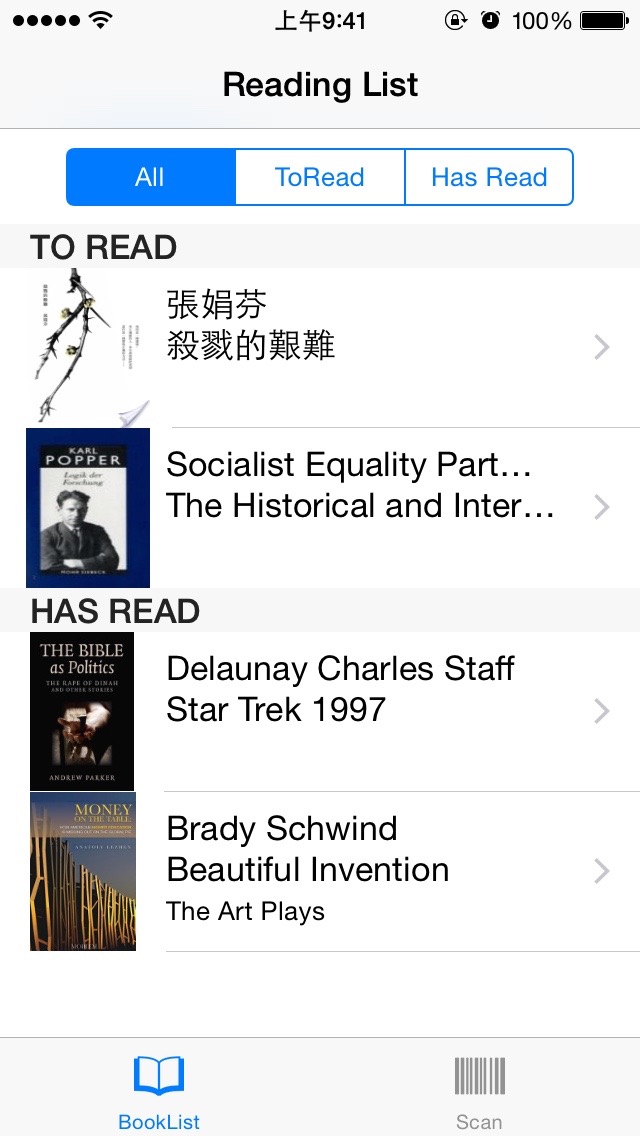 上午9:41
100%
Reading List
All
ToRead
Has Read
TO READ
張娟芬
殺戮的艱難
KARL
POPPER
Logik der
Forschung
Socialist Equality Part...
The Historical and Inter...
HAS READ
THE BIBLE
as Politics
THE RAPE OF DINAH
AND OTHER STORIES
ANDREW PARKER
Delaunay Charles Staff
Star Trek 1997
MONEY
ON THE TABLE
Brady Schwind
Beautiful Invention
The Art Plays
BookList
Scan